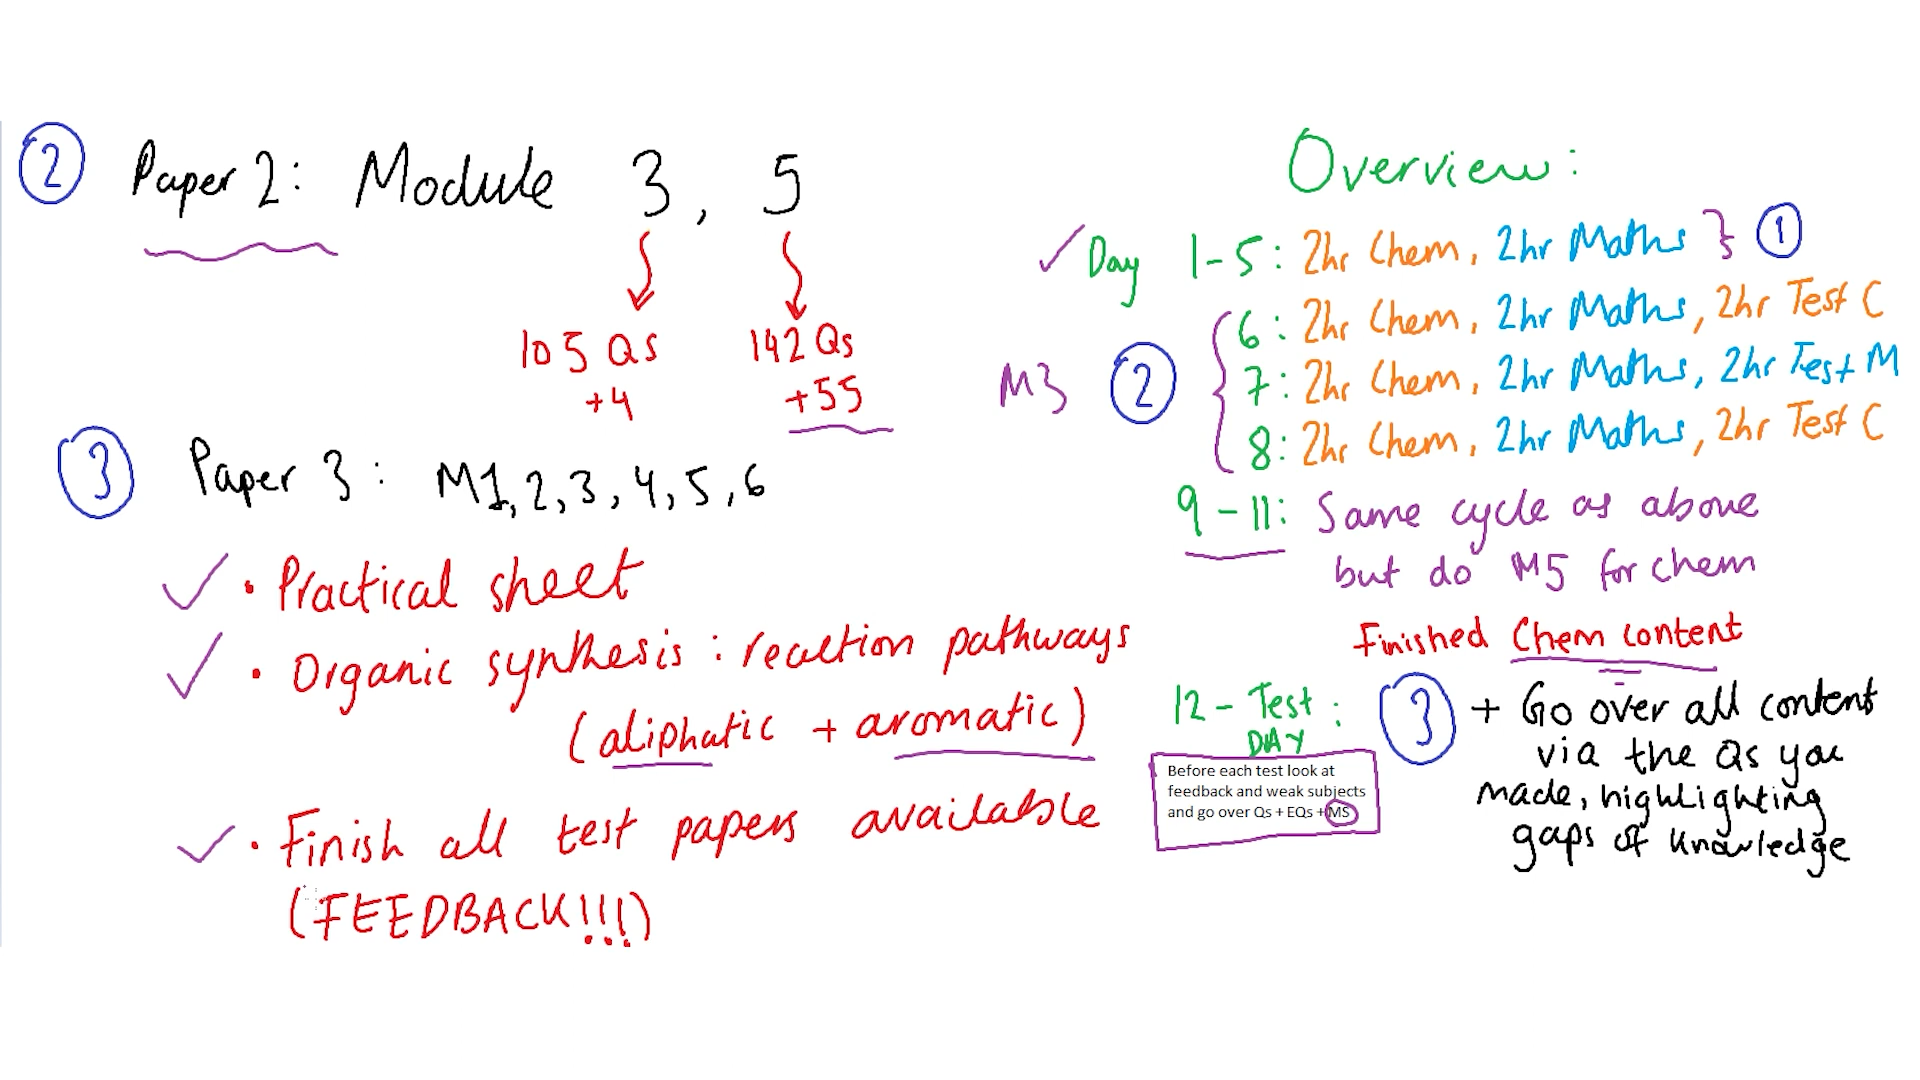 2 Paper 2: Module 3, 5
105 Qs 142 Qs
+4 +55
3 Paper 3: M1,2,3,4,5,6
• Practical sheet
• Organic synthesis: reaction pathways
(aliphatic + aromatic)
• Finish all test papers available
(FEEDBACK!!!)
Overview:
Day 1-5: 2hr Chem, 2hr Maths } 1
6: 2hr Chem, 2hr Maths, 2hr Test C
M3 2 { 7: 2hr Chem, 2hr Maths, 2hr Test M
8: 2hr Chem, 2hr Maths, 2hr Test C
9-11: Same cycle as above
but do M5 for chem
Finished Chem content
12 - Test DAY: 3 + Go over all content
via the Qs you
made, highlighting
gaps of knowledge
Before each test look at
feedback and weak subjects
and go over Qs + EQs + MS